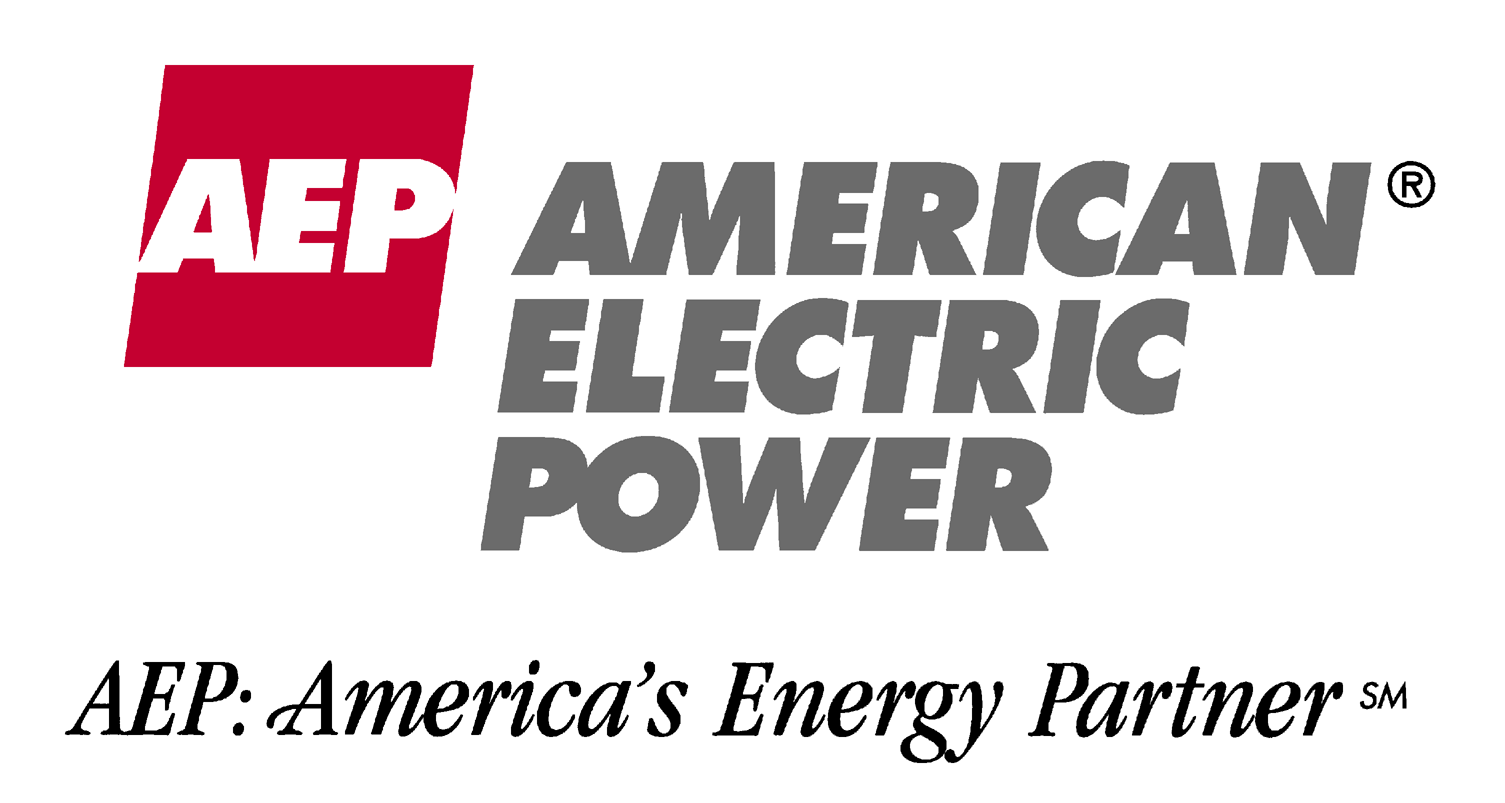 AEP
AMERICAN®
ELECTRIC
POWER
AEP: America's Energy Partner SM